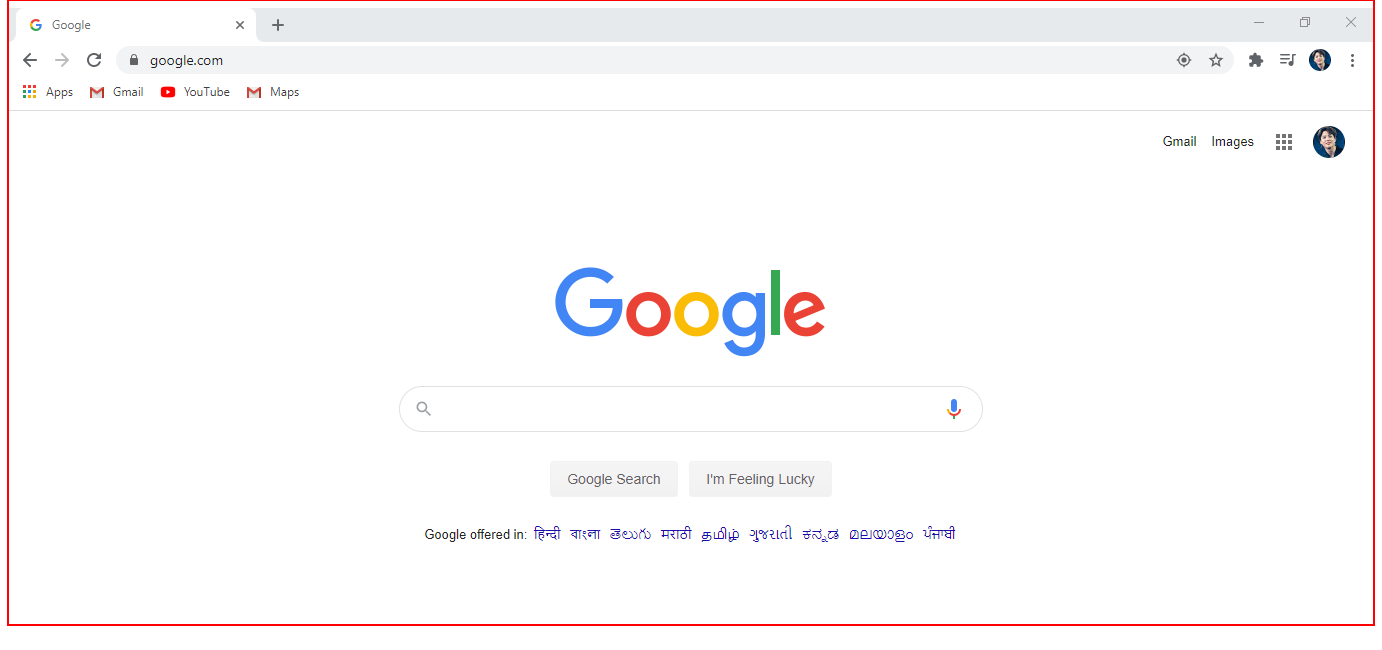 Google
google.com
Apps Gmail YouTube Maps
Gmail Images
Google
Google Search I'm Feeling Lucky
Google offered in: हिन्दी বাংলা తెలుగు मराठी தமிழ் ગુજરાતી ಕನ್ನಡ മലയാളം ਪੰਜਾਬੀ